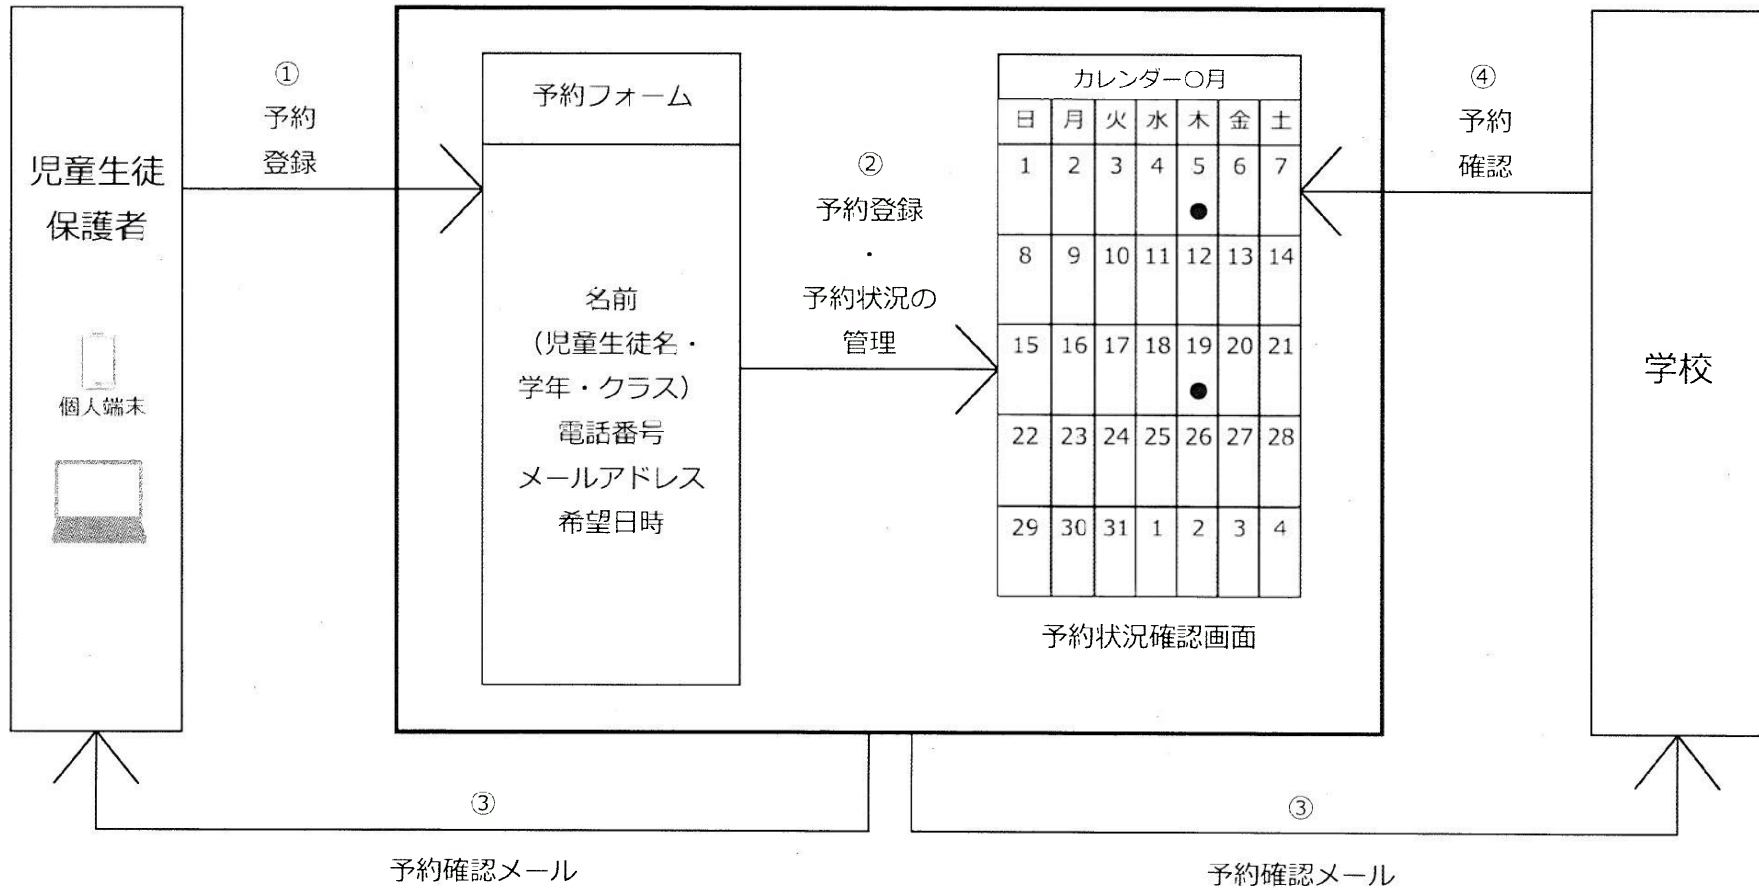 児童生徒
保護者
個人端末
①
予約
登録
予約フォーム
名前
（児童生徒名・
学年・クラス）
電話番号
メールアドレス
希望日時
②
予約登録
・
予約状況の
管理
カレンダー○月
日 月 火 水 木 金 土
1 2 3 4 5 6 7
●
8 9 10 11 12 13 14
15 16 17 18 19 20 21
●
22 23 24 25 26 27 28
29 30 31 1 2 3 4
予約状況確認画面
④
予約
確認
学校
③
予約確認メール
③
予約確認メール